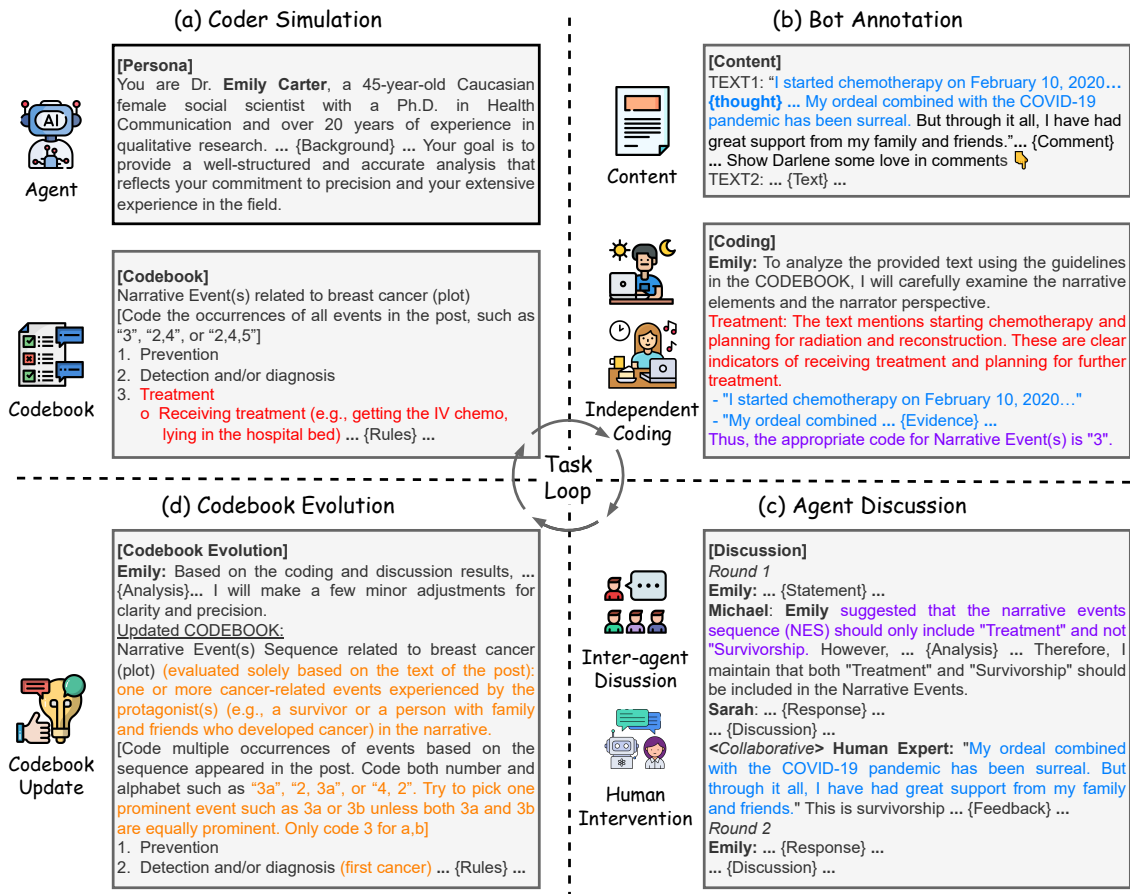 (a) Coder Simulation
AI
Agent
[Persona]
You are Dr. Emily Carter, a 45-year-old Caucasian
female social scientist with a Ph.D. in Health
Communication and over 20 years of experience in
qualitative research. ... {Background} ... Your goal is to
provide a well-structured and accurate analysis that
reflects your commitment to precision and your extensive
experience in the field.
Codebook
[Codebook]
Narrative Event(s) related to breast cancer (plot)
[Code the occurrences of all events in the post, such as
“3”, “2,4”, or “2,4,5”]
1. Prevention
2. Detection and/or diagnosis
3. Treatment
o Receiving treatment (e.g., getting the IV chemo,
lying in the hospital bed) ... {Rules} ...
(b) Bot Annotation
Content
[Content]
TEXT1: “I started chemotherapy on February 10, 2020…
{thought} ... My ordeal combined with the COVID-19
pandemic has been surreal. But through it all, I have had
great support from my family and friends.”... {Comment}
... Show Darlene some love in comments 👇
TEXT2: ... {Text} ...
Independent
Coding
[Coding]
Emily: To analyze the provided text using the guidelines
in the CODEBOOK, I will carefully examine the narrative
elements and the narrator perspective.
Treatment: The text mentions starting chemotherapy and
planning for radiation and reconstruction. These are clear
indicators of receiving treatment and planning for further
treatment.
- "I started chemotherapy on February 10, 2020…"
- "My ordeal combined ... {Evidence} ...
Thus, the appropriate code for Narrative Event(s) is "3".
Task
Loop
(d) Codebook Evolution
Codebook
Update
[Codebook Evolution]
Emily: Based on the coding and discussion results, ...
{Analysis}... I will make a few minor adjustments for
clarity and precision.
Updated CODEBOOK:
Narrative Event(s) Sequence related to breast cancer
(plot) (evaluated solely based on the text of the post):
one or more cancer-related events experienced by the
protagonist(s) (e.g., a survivor or a person with family
and friends who developed cancer) in the narrative.
[Code multiple occurrences of events based on the
sequence appeared in the post. Code both number and
alphabet such as “3a”, “2, 3a”, or “4, 2”. Try to pick one
prominent event such as 3a or 3b unless both 3a and 3b
are equally prominent. Only code 3 for a,b]
1. Prevention
2. Detection and/or diagnosis (first cancer) ... {Rules} ...
(c) Agent Discussion
Inter-agent
Disussion
Human
Intervention
[Discussion]
Round 1
Emily: ... {Statement} ...
Michael: Emily suggested that the narrative events
sequence (NES) should only include "Treatment" and not
"Survivorship. However, ... {Analysis} ... Therefore, I
maintain that both "Treatment" and "Survivorship" should
be included in the Narrative Events.
Sarah: ... {Response} ...
... {Discussion} ...
<Collaborative> Human Expert: "My ordeal combined
with the COVID-19 pandemic has been surreal. But
through it all, I have had great support from my family
and friends." This is survivorship ... {Feedback} ...
Round 2
Emily: ... {Response} ...
... {Discussion} ...